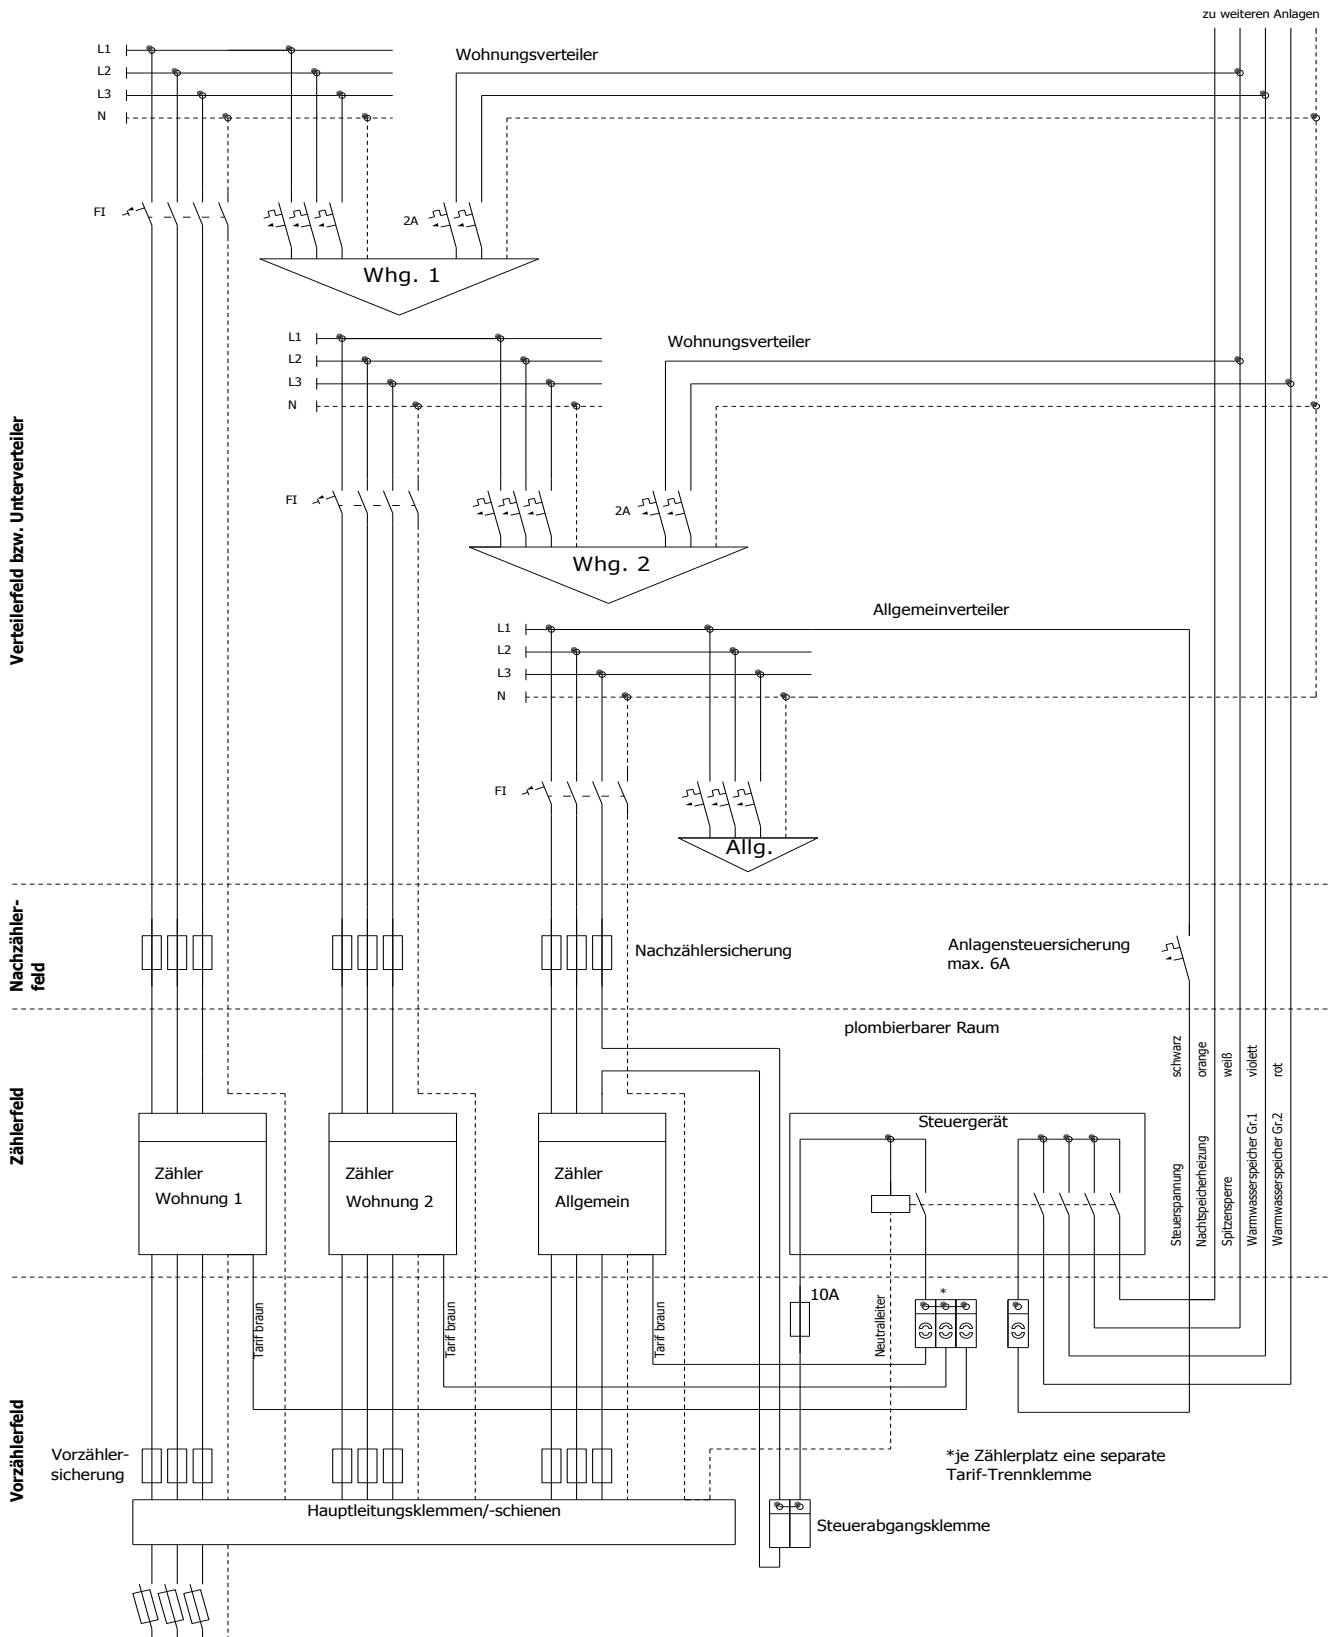 zu weiteren Anlagen
L1
L2
L3
N
Wohnungsverteiler
FI
2A
Whg. 1
L1
L2
L3
N
Wohnungsverteiler
FI
2A
Whg. 2
Verteilerfeld bzw. Unterverteiler
Allgemeinverteiler
L1
L2
L3
N
FI
Allg.
Nachzähler-
feld
Nachzählersicherung
Anlagensteuersicherung
max. 6A
Zählerfeld
plombierbarer Raum
schwarz
orange
weiß
violett
rot
Zähler
Wohnung 1
Zähler
Wohnung 2
Zähler
Allgemein
Steuergerät
Steuerspannung
Nachtspeicherheizung
Spitzensperre
Warmwasserspeicher Gr.1
Warmwasserspeicher Gr.2
Vorzählerfeld
Tarif braun
Tarif braun
Tarif braun
10A
Neutralleiter
*
Vorzähler-
sicherung
*je Zählerplatz eine separate
Tarif-Trennklemme
Hauptleitungsklemmen/-schienen
Steuerabgangsklemme